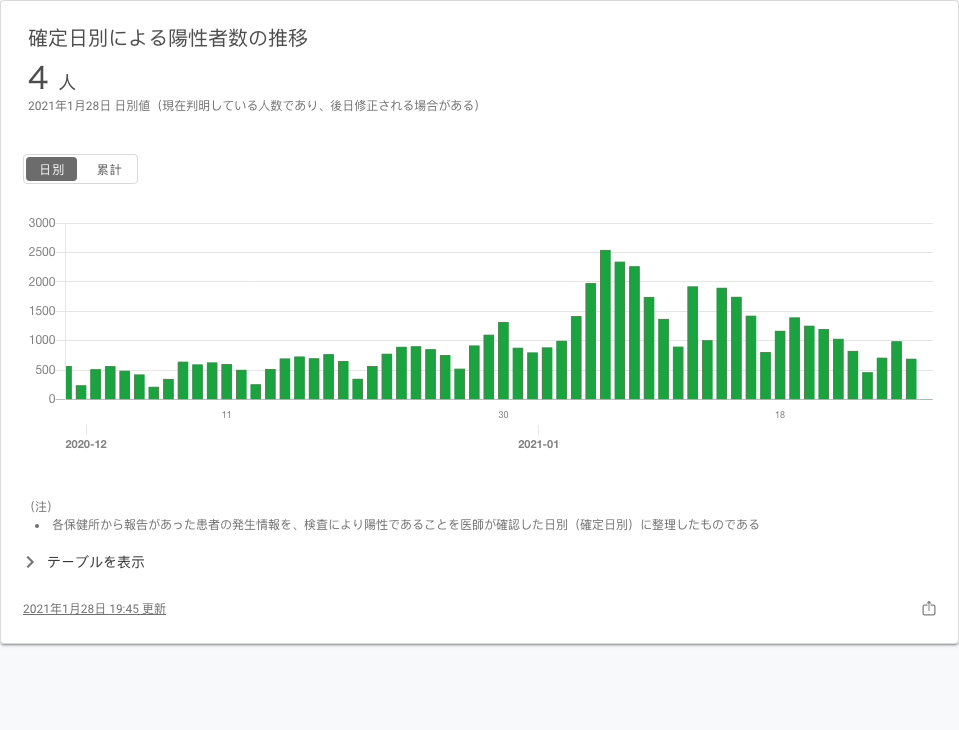 確定日別による陽性者数の推移
4 人
2021年1月28日 日別値（現在判明している人数であり、後日修正される場合がある）
日別 累計
3000
2500
2000
1500
1000
500
0
11 30 18
2020-12 2021-01
（注）
• 各保健所から報告があった患者の発生情報を、検査により陽性であることを医師が確認した日別（確定日別）に整理したものである
テーブルを表示
2021年1月28日 19:45 更新